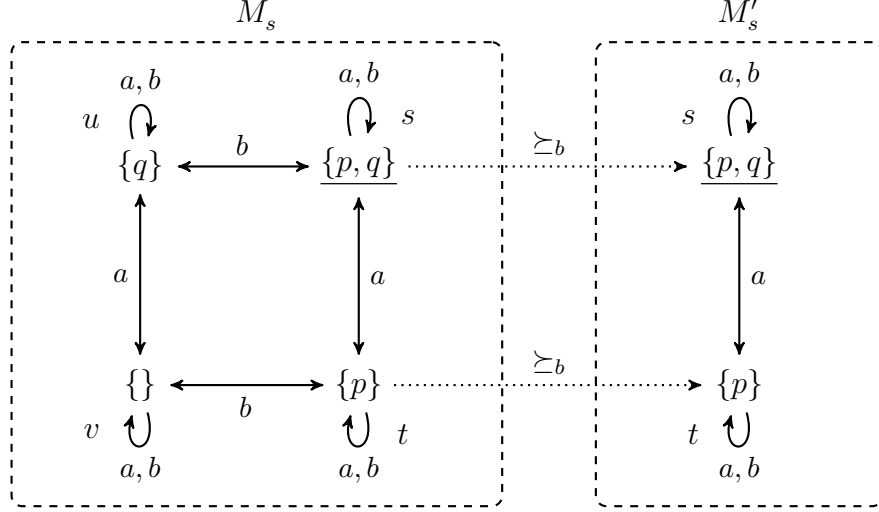 M_s M'_s
a, b a, b a, b
u s s
b ⪰_b
{q} {p, q} {p, q}
a a a
⪰_b
{} {p} {p}
b
v t t
a, b a, b a, b